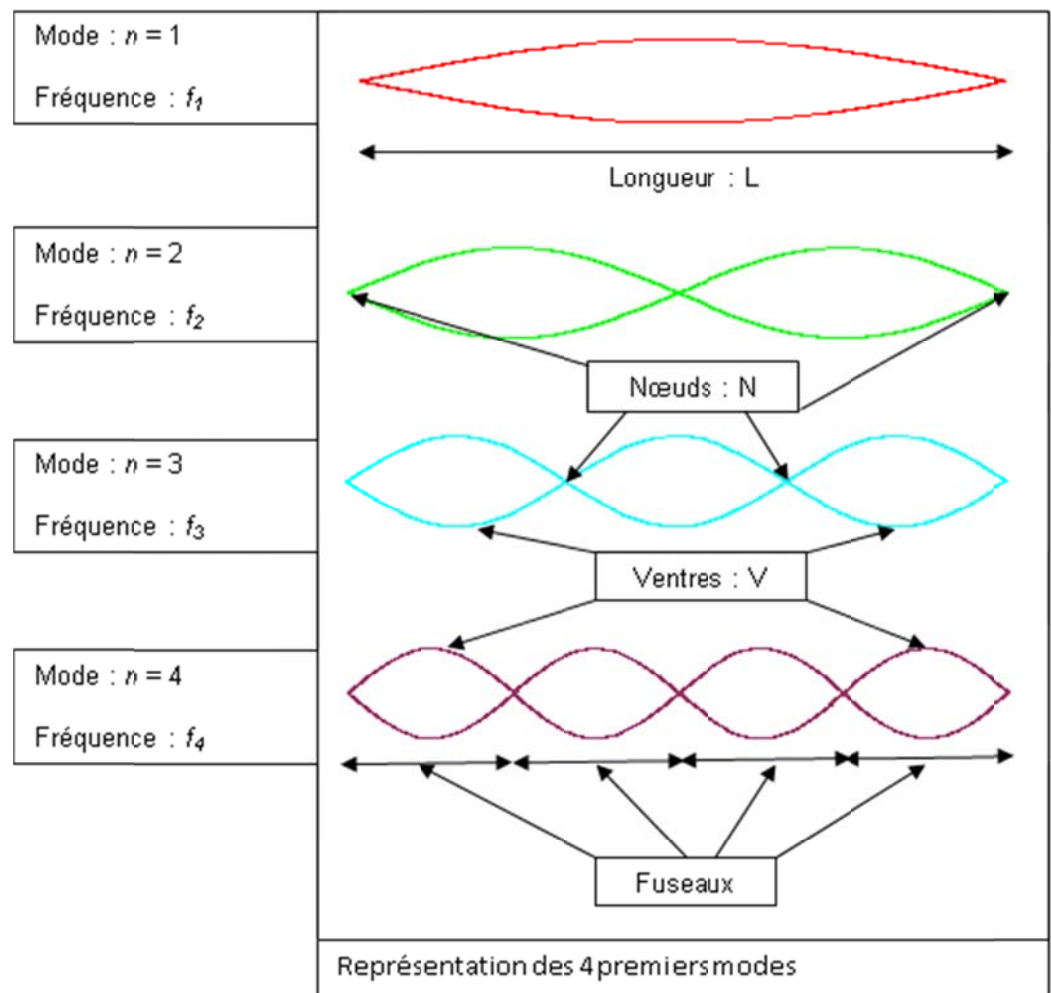 Mode : n = 1
Fréquence : f1
Longueur : L
Mode : n = 2
Fréquence : f2
Nœuds : N
Mode : n = 3
Fréquence : f3
Ventres : V
Mode : n = 4
Fréquence : f4
Fuseaux
Représentation des 4 premiers modes